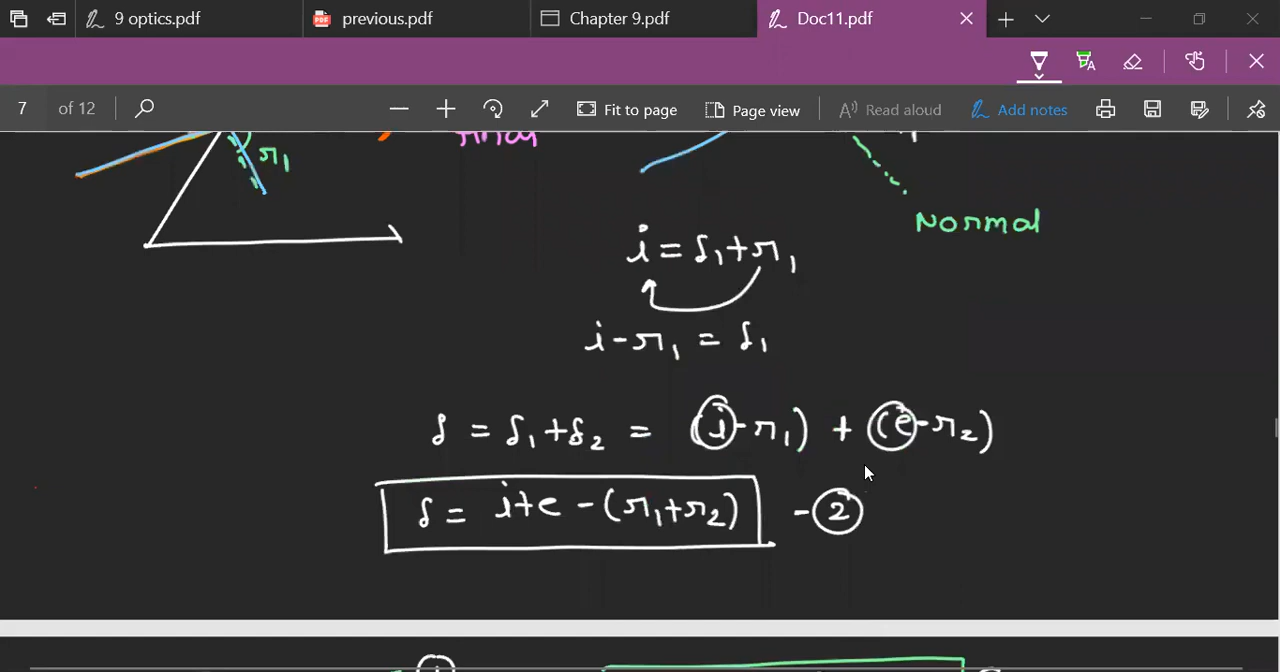 9 optics.pdf previous.pdf Chapter 9.pdf Doc11.pdf
7 of 12 Fit to page Page view Read aloud Add notes
r₁
Normal
i = δ₁+r₁
i-r₁ = δ₁
δ = δ₁+δ₂ = (i-r₁) + (e-r₂)
δ = i+e -(r₁+r₂) -②